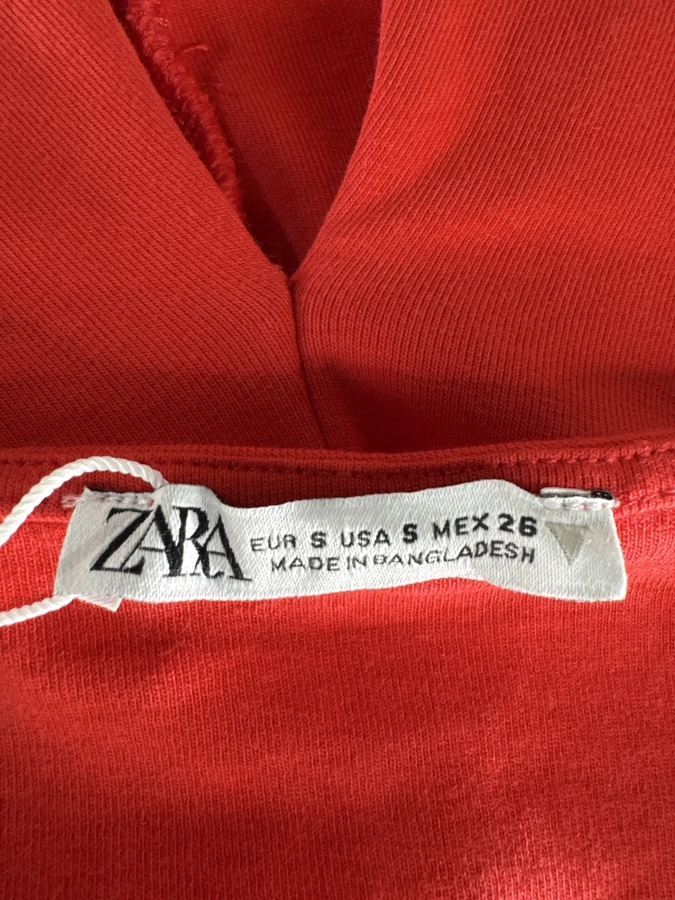 ZARA
EUR S USA S MEX 26
MADE IN BANGLADESH